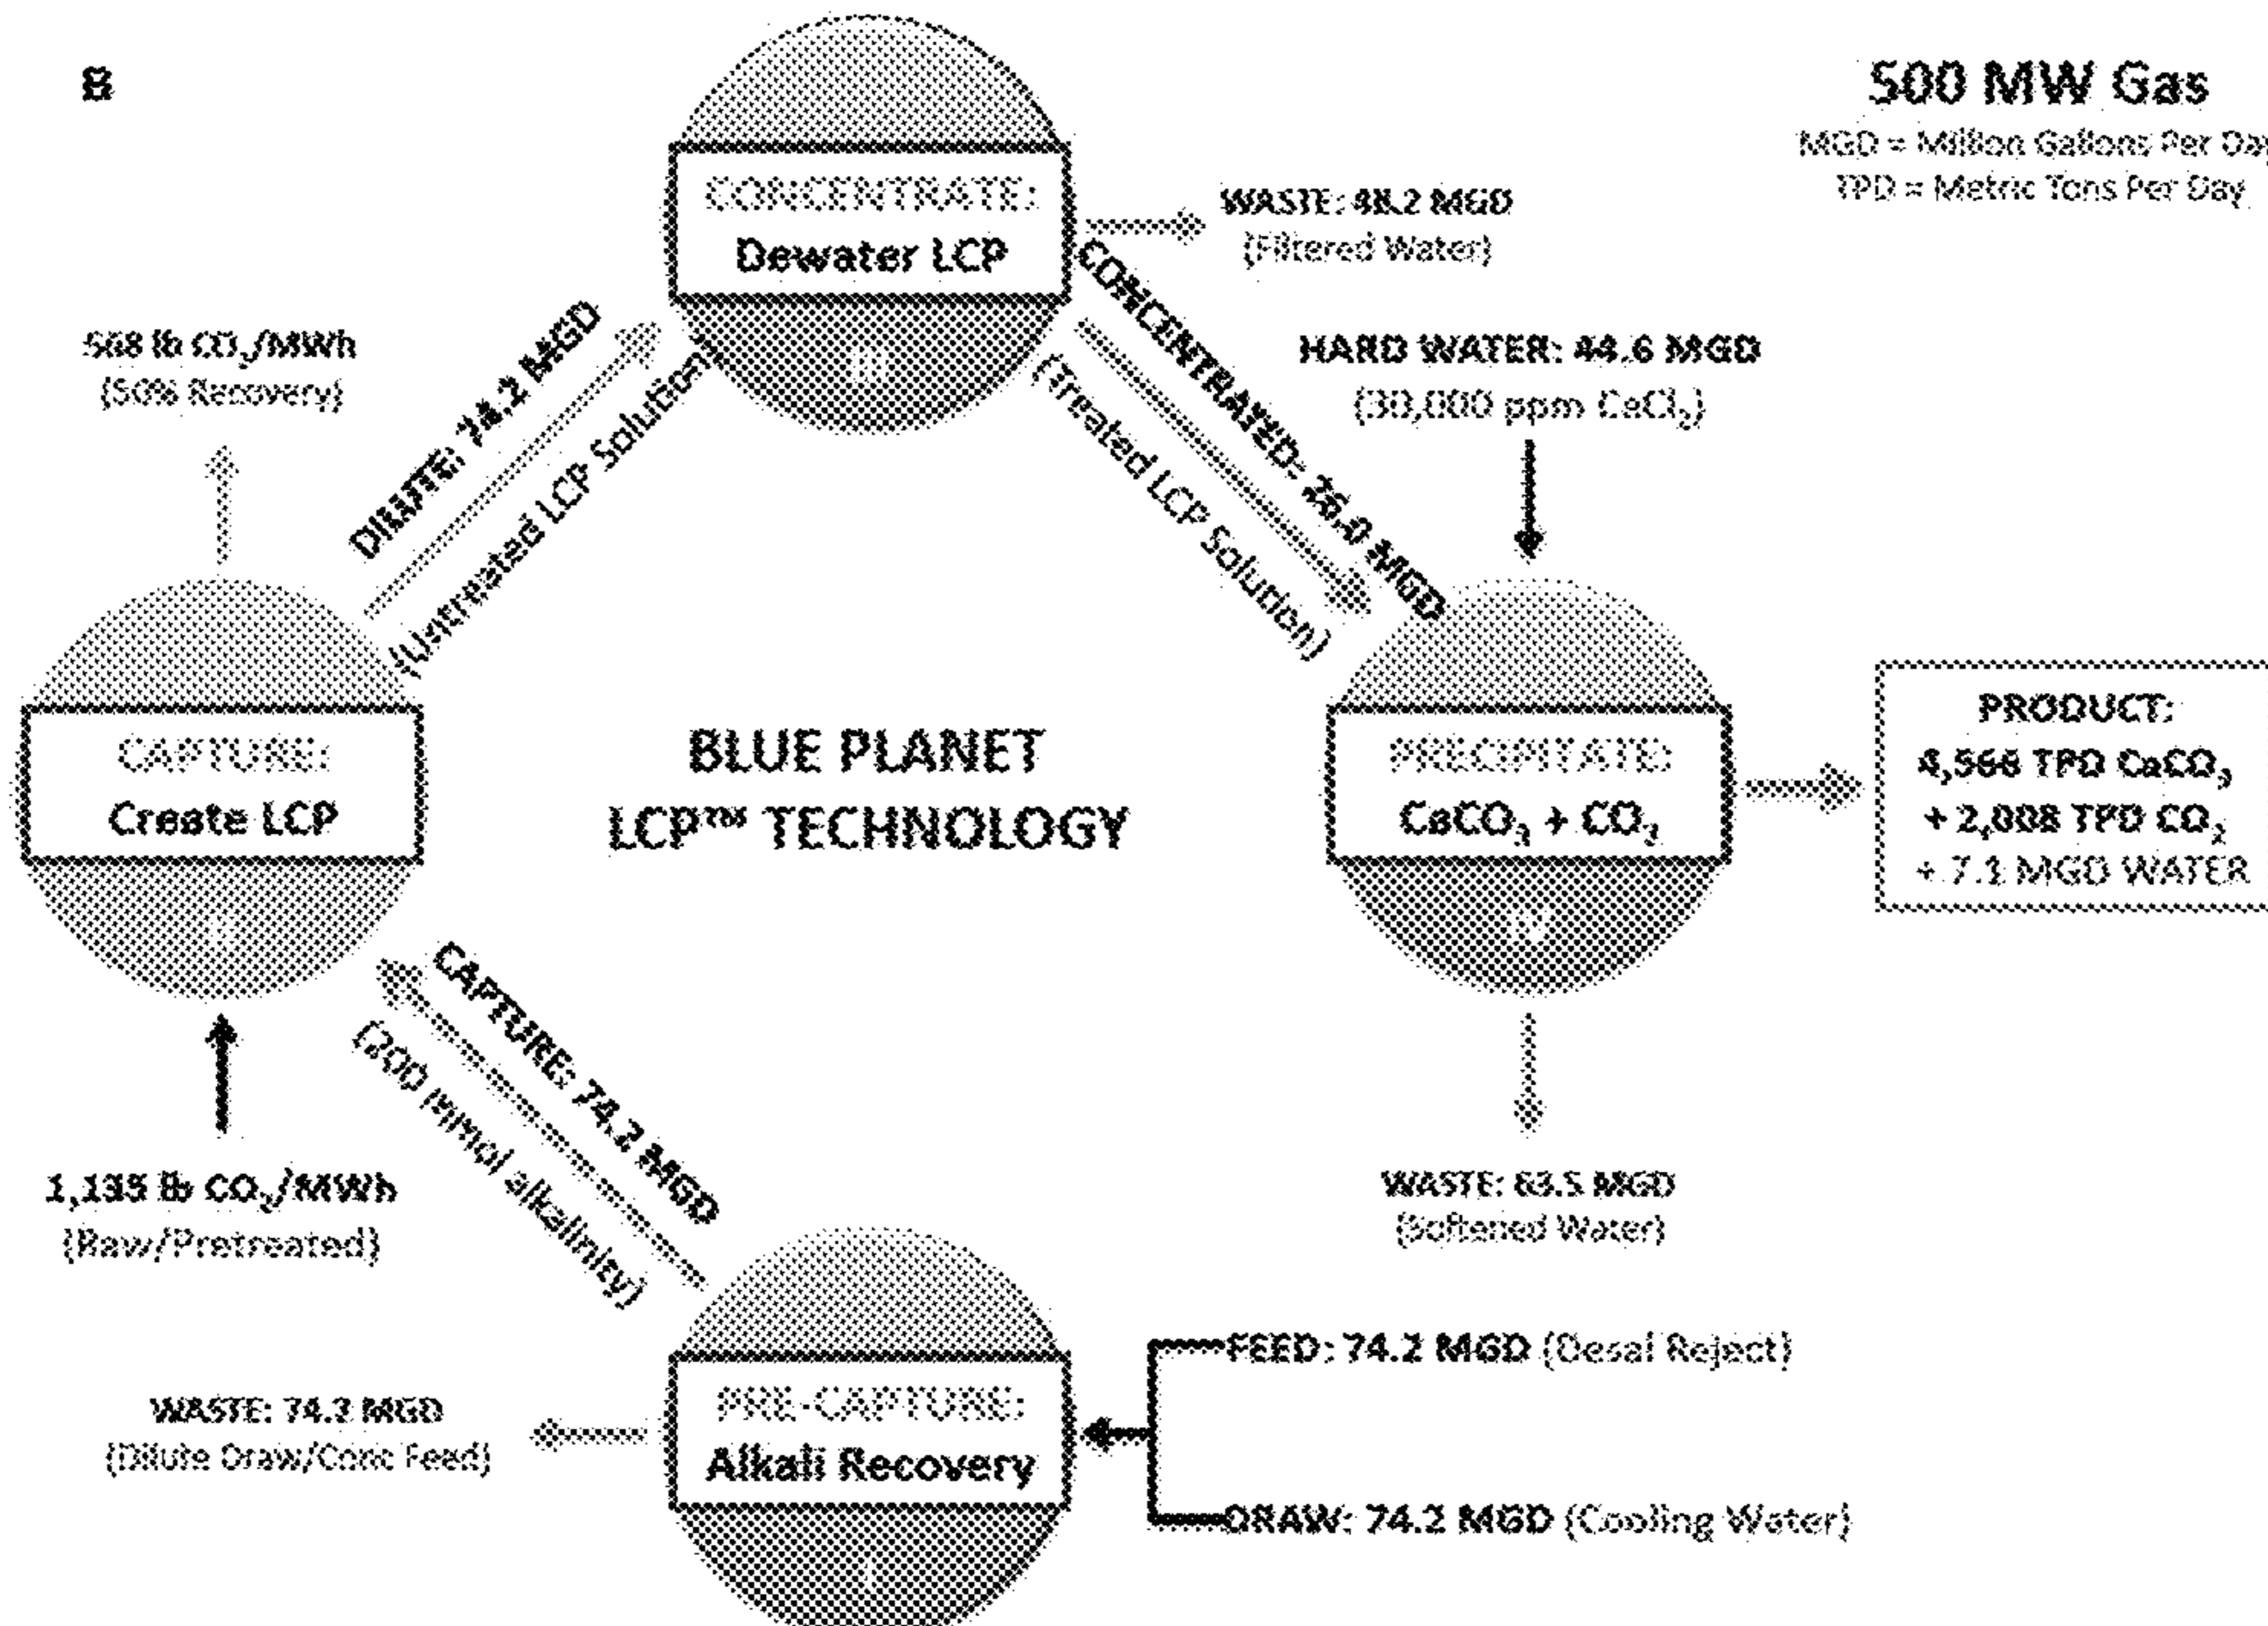 B
500 MW Gas
MGD = Million Gallons Per Day
TPD = Metric Tons Per Day
CONCENTRATE:
Dewater LCP
III
WASTE: 48.2 MGD
(Filtered Water)
568 lb CO₂/MWh
(50% Recovery)
DILUTE: 74.2 MGD
(Untreated LCP Solution)
CONCENTRATED: 26.0 MGD
(Treated LCP Solution)
HARD WATER: 44.6 MGD
(30,000 ppm CaCl₂)
CAPTURE:
Create LCP
II
BLUE PLANET
LCP™ TECHNOLOGY
PRECIPITATE:
CaCO₃ + CO₂
IV
PRODUCT:
4,566 TPD CaCO₃
+ 2,008 TPD CO₂
+ 7.1 MGD WATER
1,135 lb CO₂/MWh
(Raw/Pretreated)
CAPTURE: 74.2 MGD
(200 mmol alkalinity)
WASTE: 63.5 MGD
(Softened Water)
PRE-CAPTURE:
Alkali Recovery
I
WASTE: 74.2 MGD
(Dilute Draw/Conc Feed)
FEED: 74.2 MGD (Desal Reject)
DRAW: 74.2 MGD (Cooling Water)